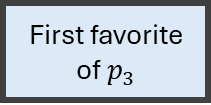 First favorite
of p₃